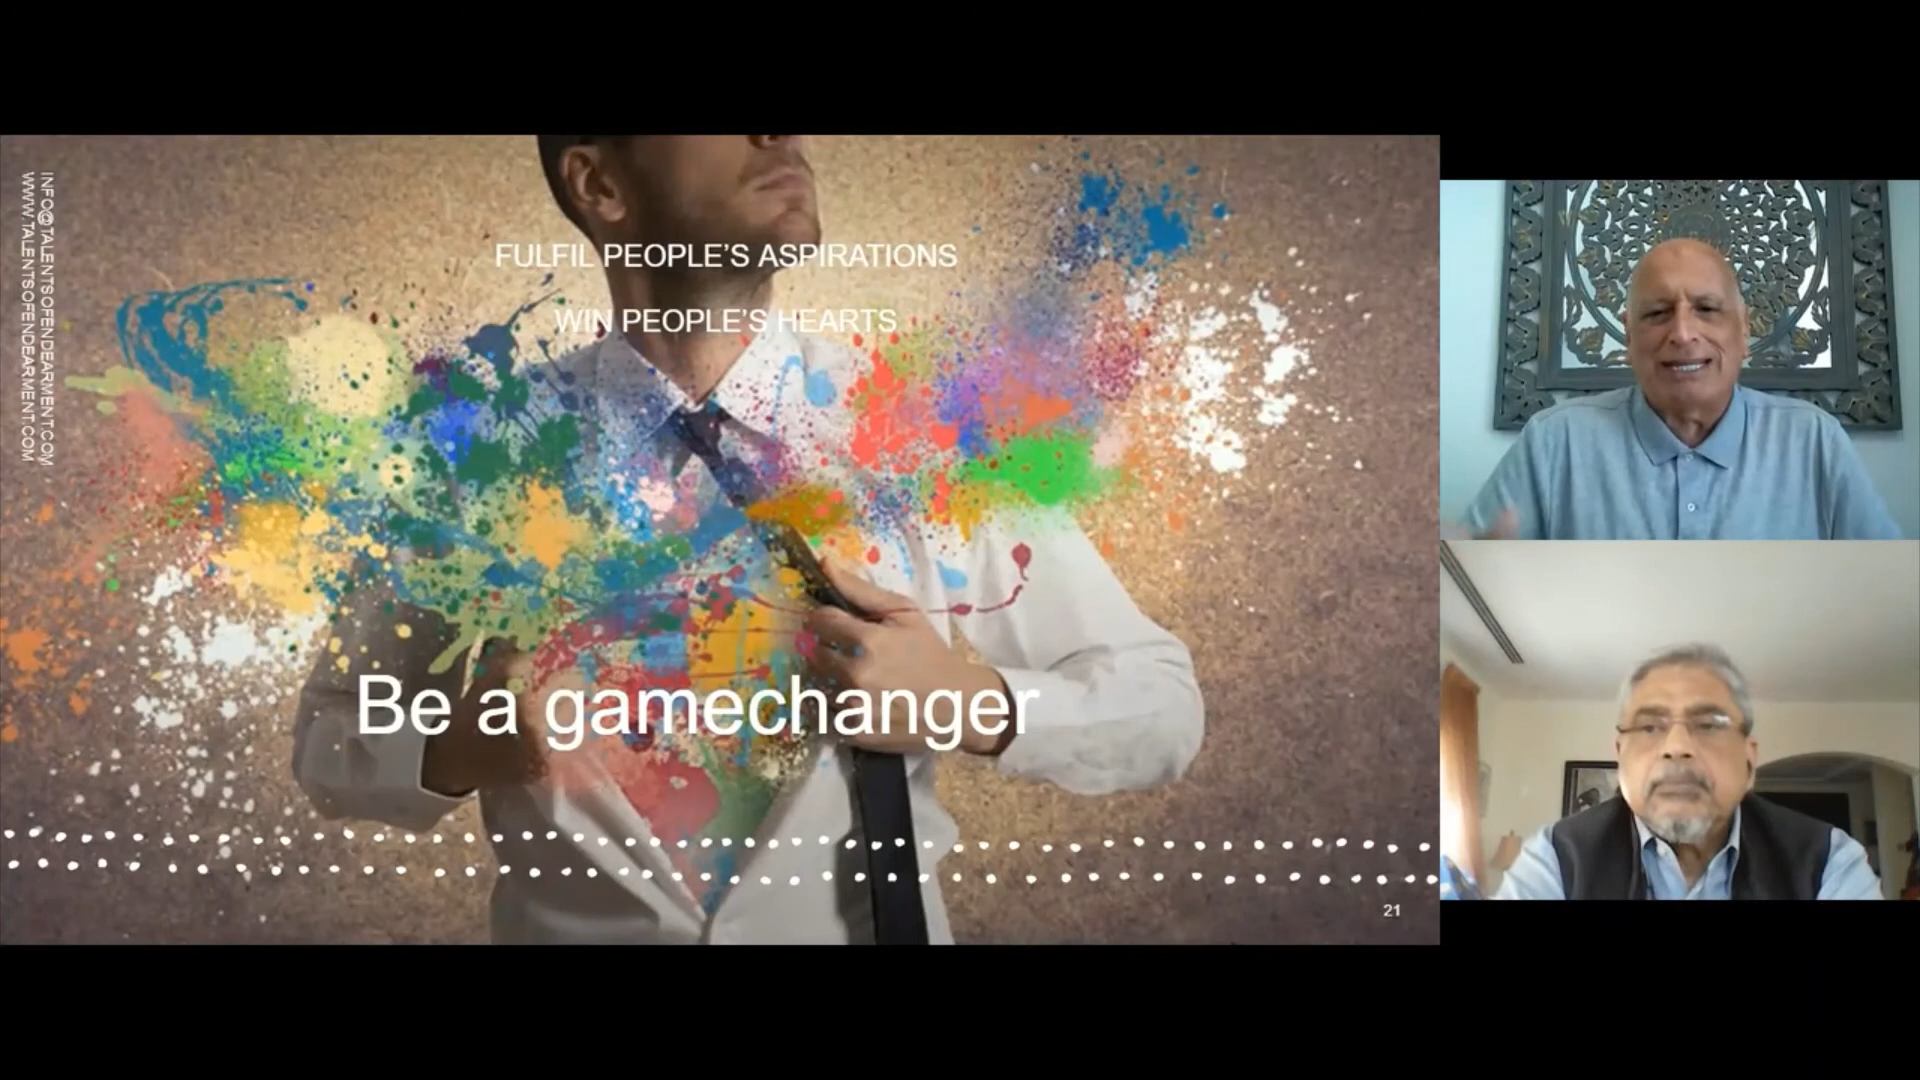 INFO@TALENTSOFENDEARMENT.COM
WWW.TALENTSOFENDEARMENT.COM
FULFIL PEOPLE'S ASPIRATIONS
WIN PEOPLE'S HEARTS
Be a gamechanger
21